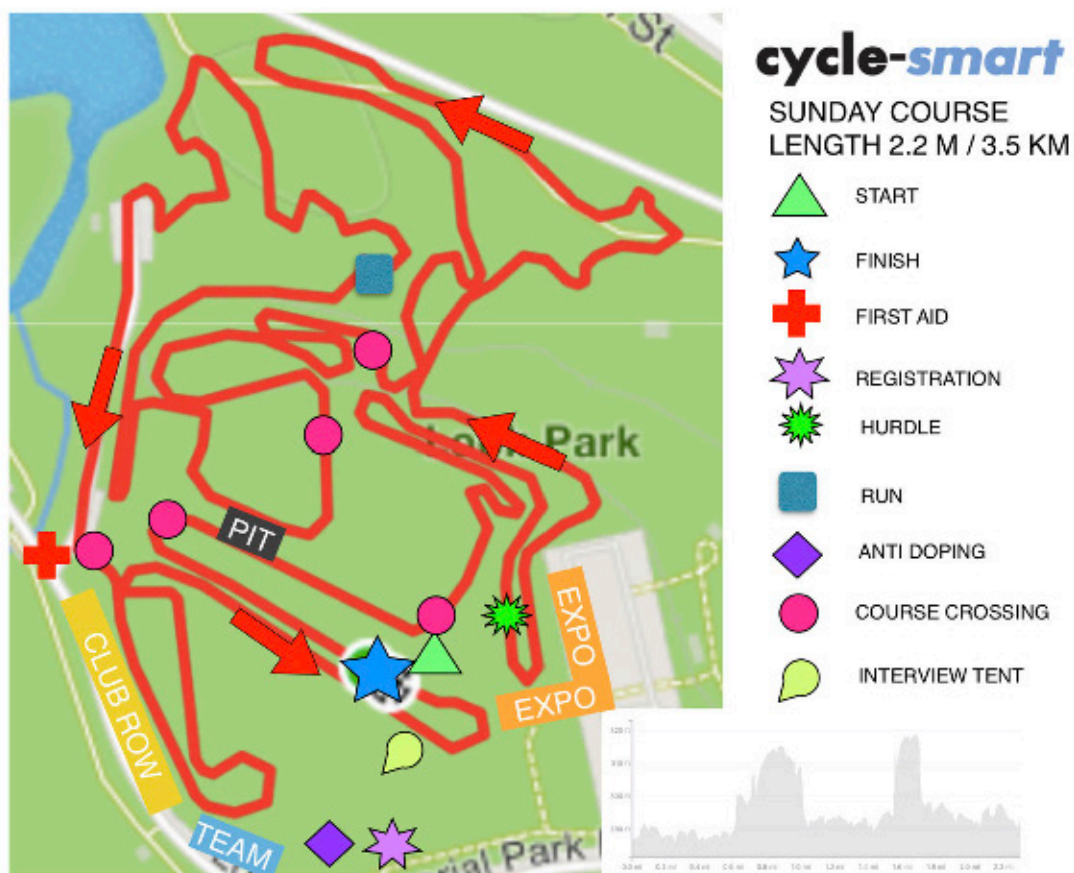 St
cycle-smart
SUNDAY COURSE
LENGTH 2.2 M / 3.5 KM
START
FINISH
FIRST AID
REGISTRATION
HURDLE
RUN
ANTI DOPING
COURSE CROSSING
INTERVIEW TENT
Park
PIT
EXPO
EXPO
CLUB ROW
TEAM
rial Park